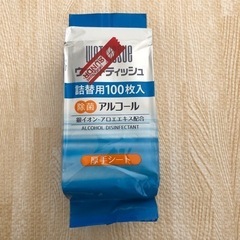 ウェットティッシュ
詰替用100枚入
除菌 アルコール
銀イオン・アロエエキス配合
ALCOHOL DISINFECTANT
厚手シート